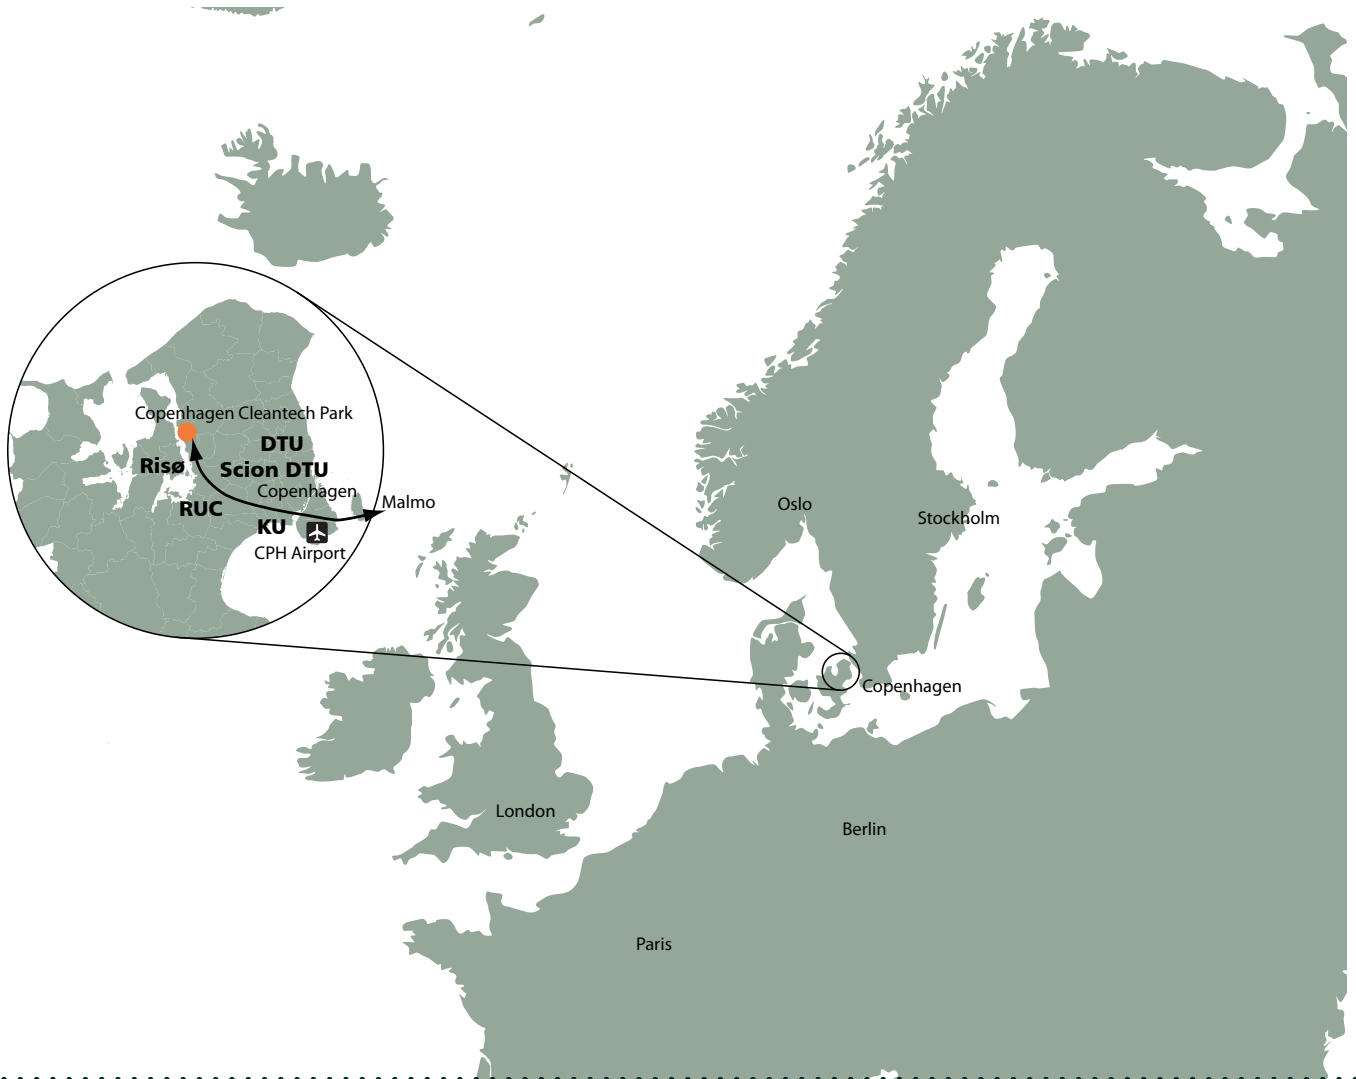 Copenhagen Cleantech Park
DTU
Risø
Scion DTU
Copenhagen
RUC
Malmo
KU
CPH Airport
Oslo
Stockholm
Copenhagen
London
Berlin
Paris